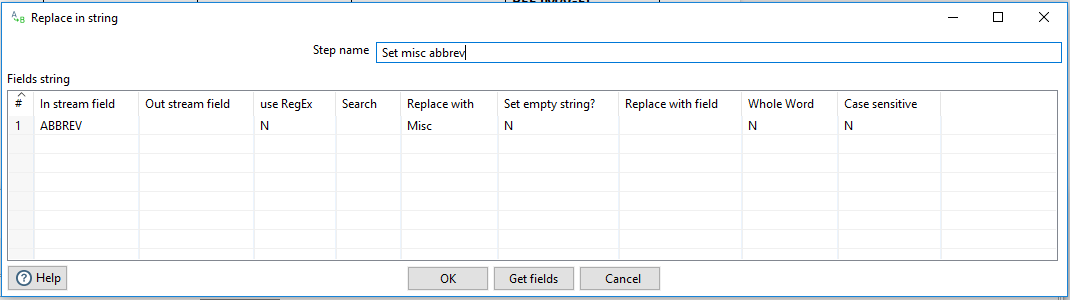 Replace in string
Step name Set misc abbrev
Fields string
# In stream field Out stream field use RegEx Search Replace with Set empty string? Replace with field Whole Word Case sensitive
1 ABBREV N Misc N N N
Help OK Get fields Cancel